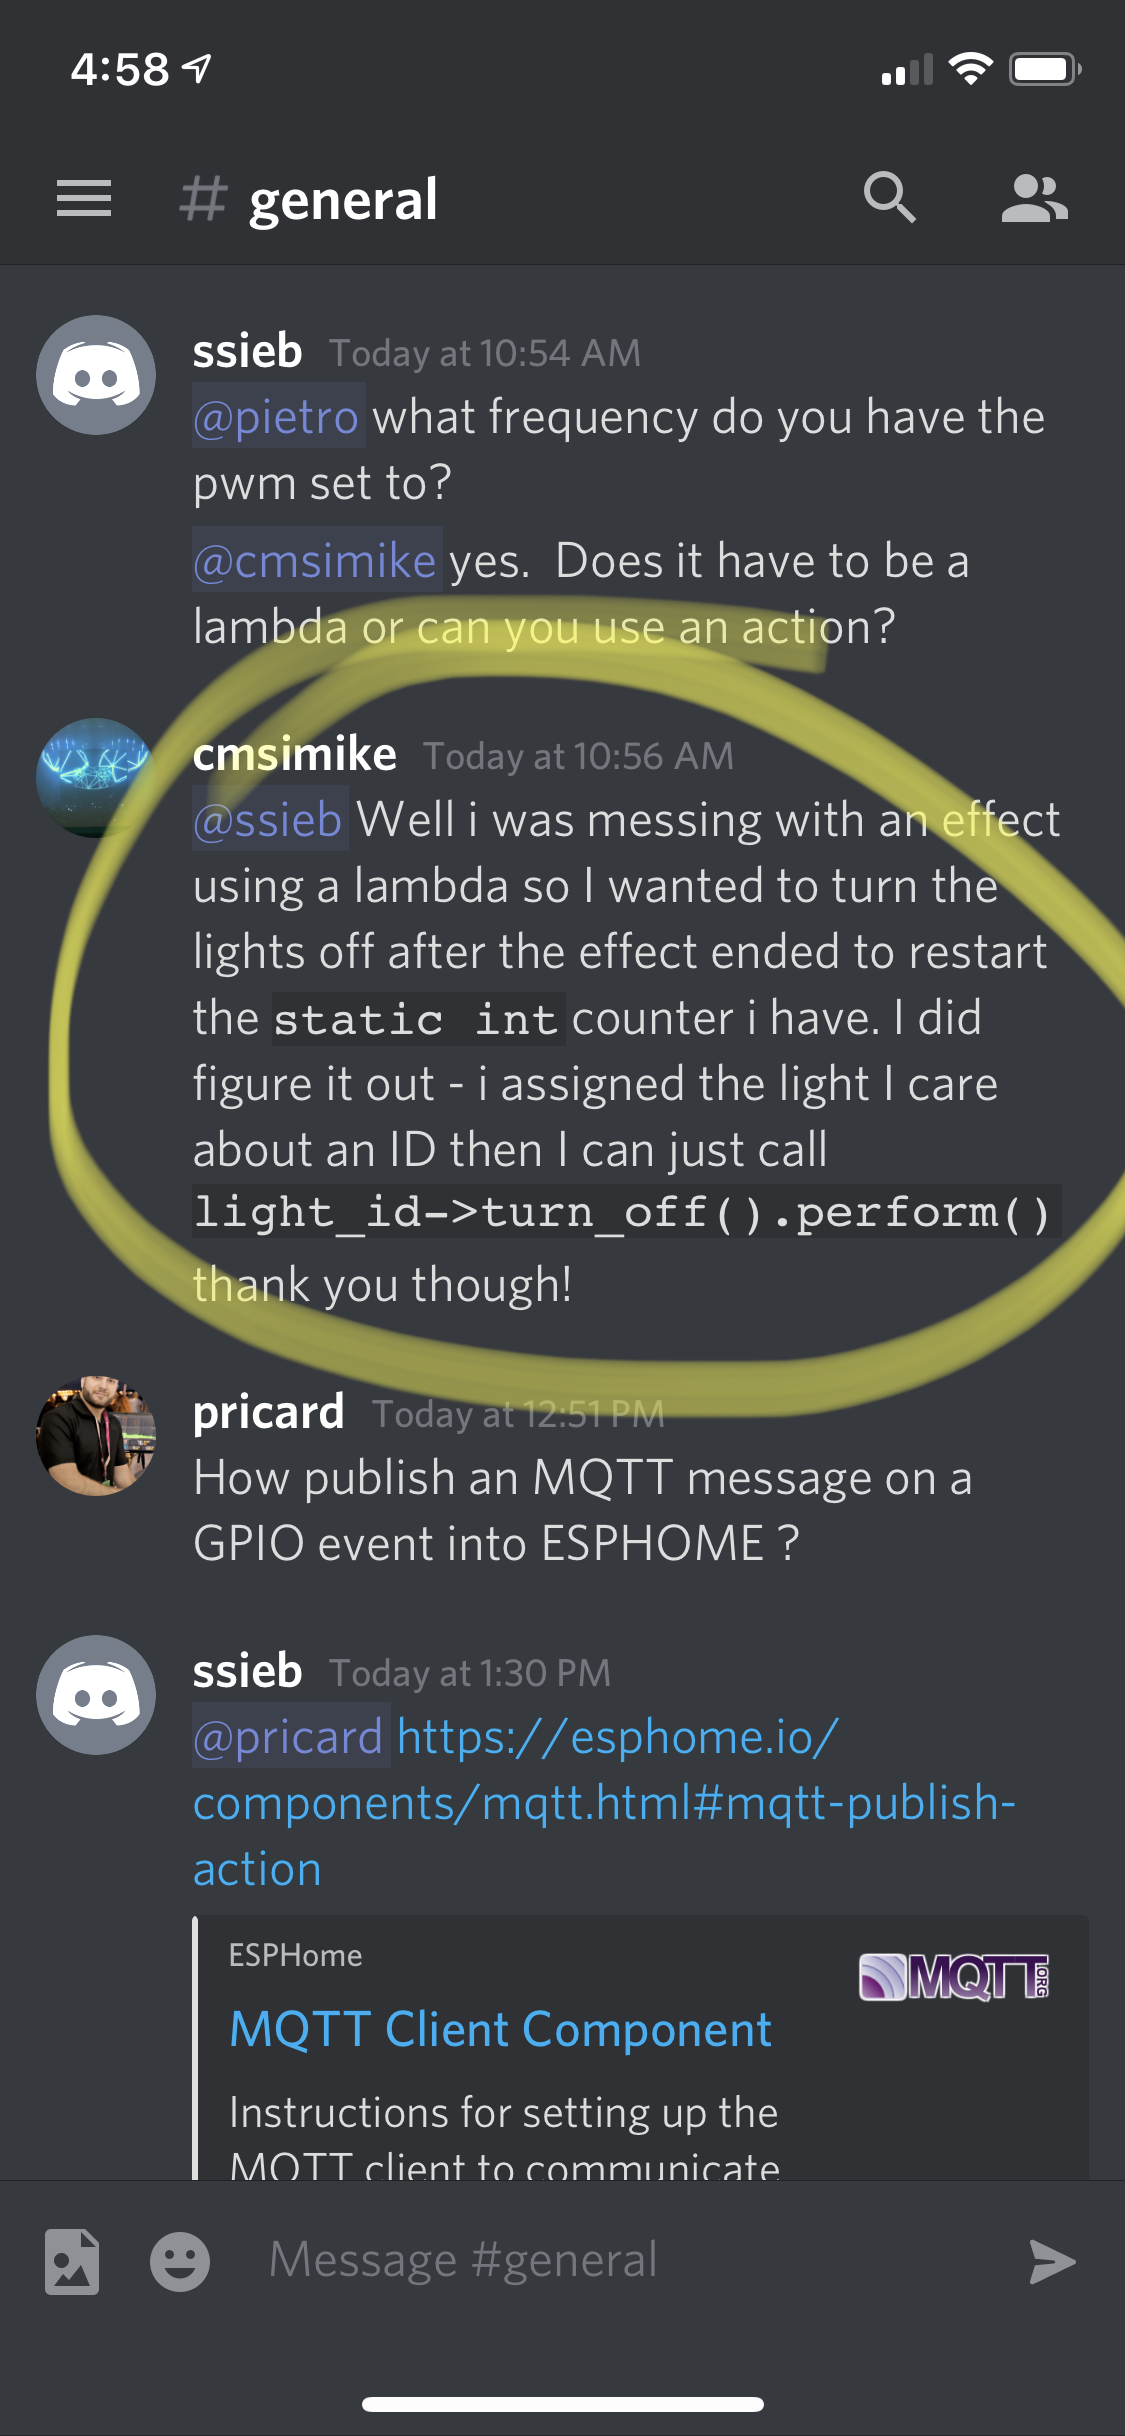 4:58
# general
ssieb Today at 10:54 AM
@pietro what frequency do you have the
pwm set to?
@cmsimike yes.  Does it have to be a
lambda or can you use an action?
cmsimike Today at 10:56 AM
@ssieb Well i was messing with an effect
using a lambda so I wanted to turn the
lights off after the effect ended to restart
the static int counter i have. I did
figure it out - i assigned the light I care
about an ID then I can just call
light_id->turn_off().perform()
thank you though!
pricard Today at 12:51 PM
How publish an MQTT message on a
GPIO event into ESPHOME ?
ssieb Today at 1:30 PM
@pricard https://esphome.io/
components/mqtt.html#mqtt-publish-
action
ESPHome
MQTT.ORG
MQTT Client Component
Instructions for setting up the
MQTT client to communicate
Message #general